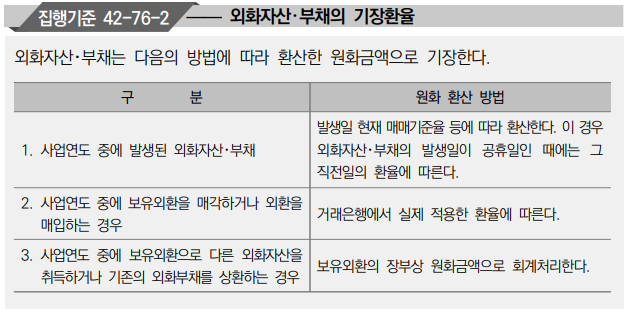 집행기준 42-76-2 —— 외화자산·부채의 기장환율
외화자산·부채는 다음의 방법에 따라 환산한 원화금액으로 기장한다.
구 분 원화 환산 방법
1. 사업연도 중에 발생된 외화자산·부채
발생일 현재 매매기준율 등에 따라 환산한다. 이 경우
외화자산·부채의 발생일이 공휴일인 때에는 그
직전일의 환율에 따른다.
2. 사업연도 중에 보유외환을 매각하거나 외환을
매입하는 경우
거래은행에서 실제 적용한 환율에 따른다.
3. 사업연도 중에 보유외환으로 다른 외화자산을
취득하거나 기존의 외화부채를 상환하는 경우
보유외환의 장부상 원화금액으로 회계처리한다.